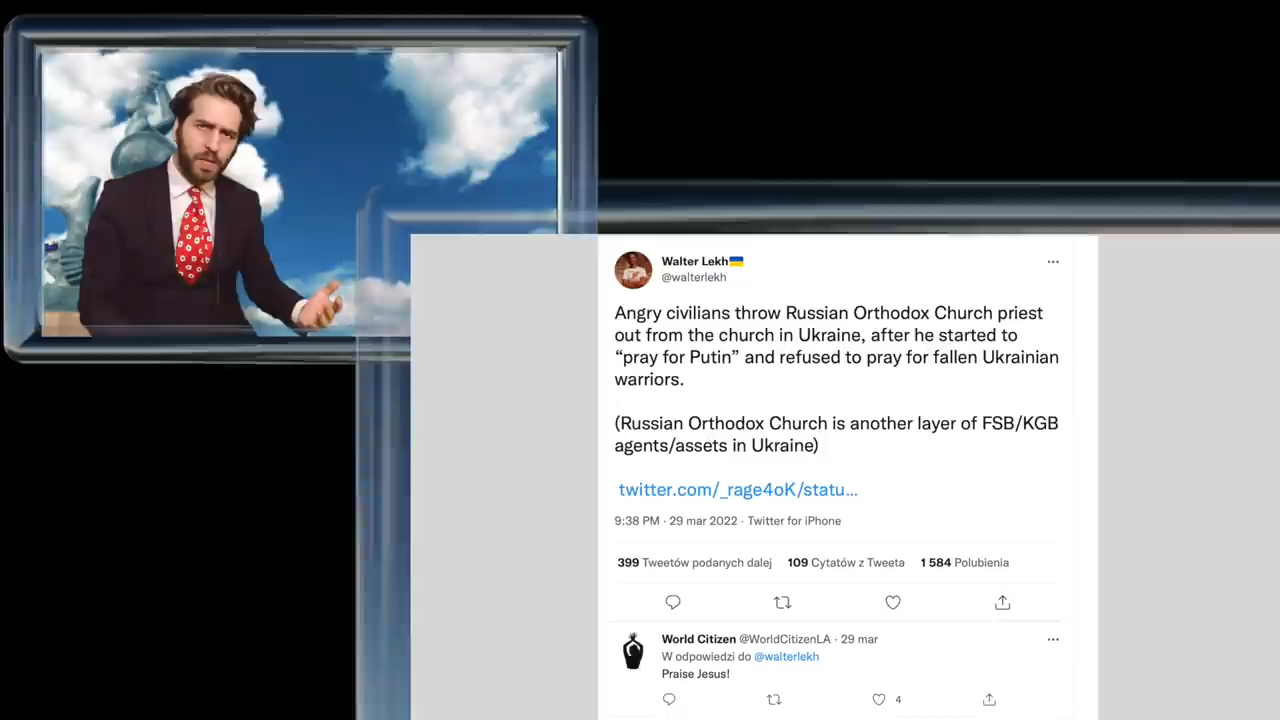 Walter Lekh🇺🇦
@walterlekh
Angry civilians throw Russian Orthodox Church priest
out from the church in Ukraine, after he started to
“pray for Putin” and refused to pray for fallen Ukrainian
warriors.
(Russian Orthodox Church is another layer of FSB/KGB
agents/assets in Ukraine)
twitter.com/_rage4oK/statu…
9:38 PM · 29 mar 2022 · Twitter for iPhone
399 Tweetów podanych dalej 109 Cytatów z Tweeta 1 584 Polubienia
World Citizen @WorldCitizenLA · 29 mar
W odpowiedzi do @walterlekh
Praise Jesus!
4